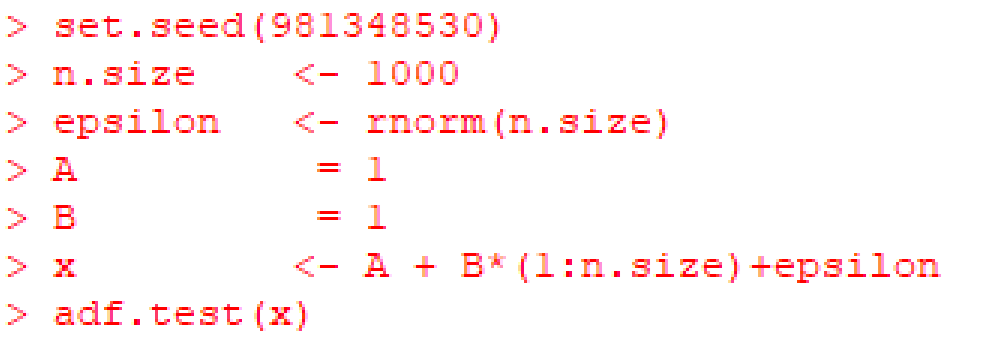 > set.seed(981348530)
> n.size    <- 1000
> epsilon   <- rnorm(n.size)
> A          = 1
> B          = 1
> x         <- A + B*(1:n.size)+epsilon
> adf.test(x)